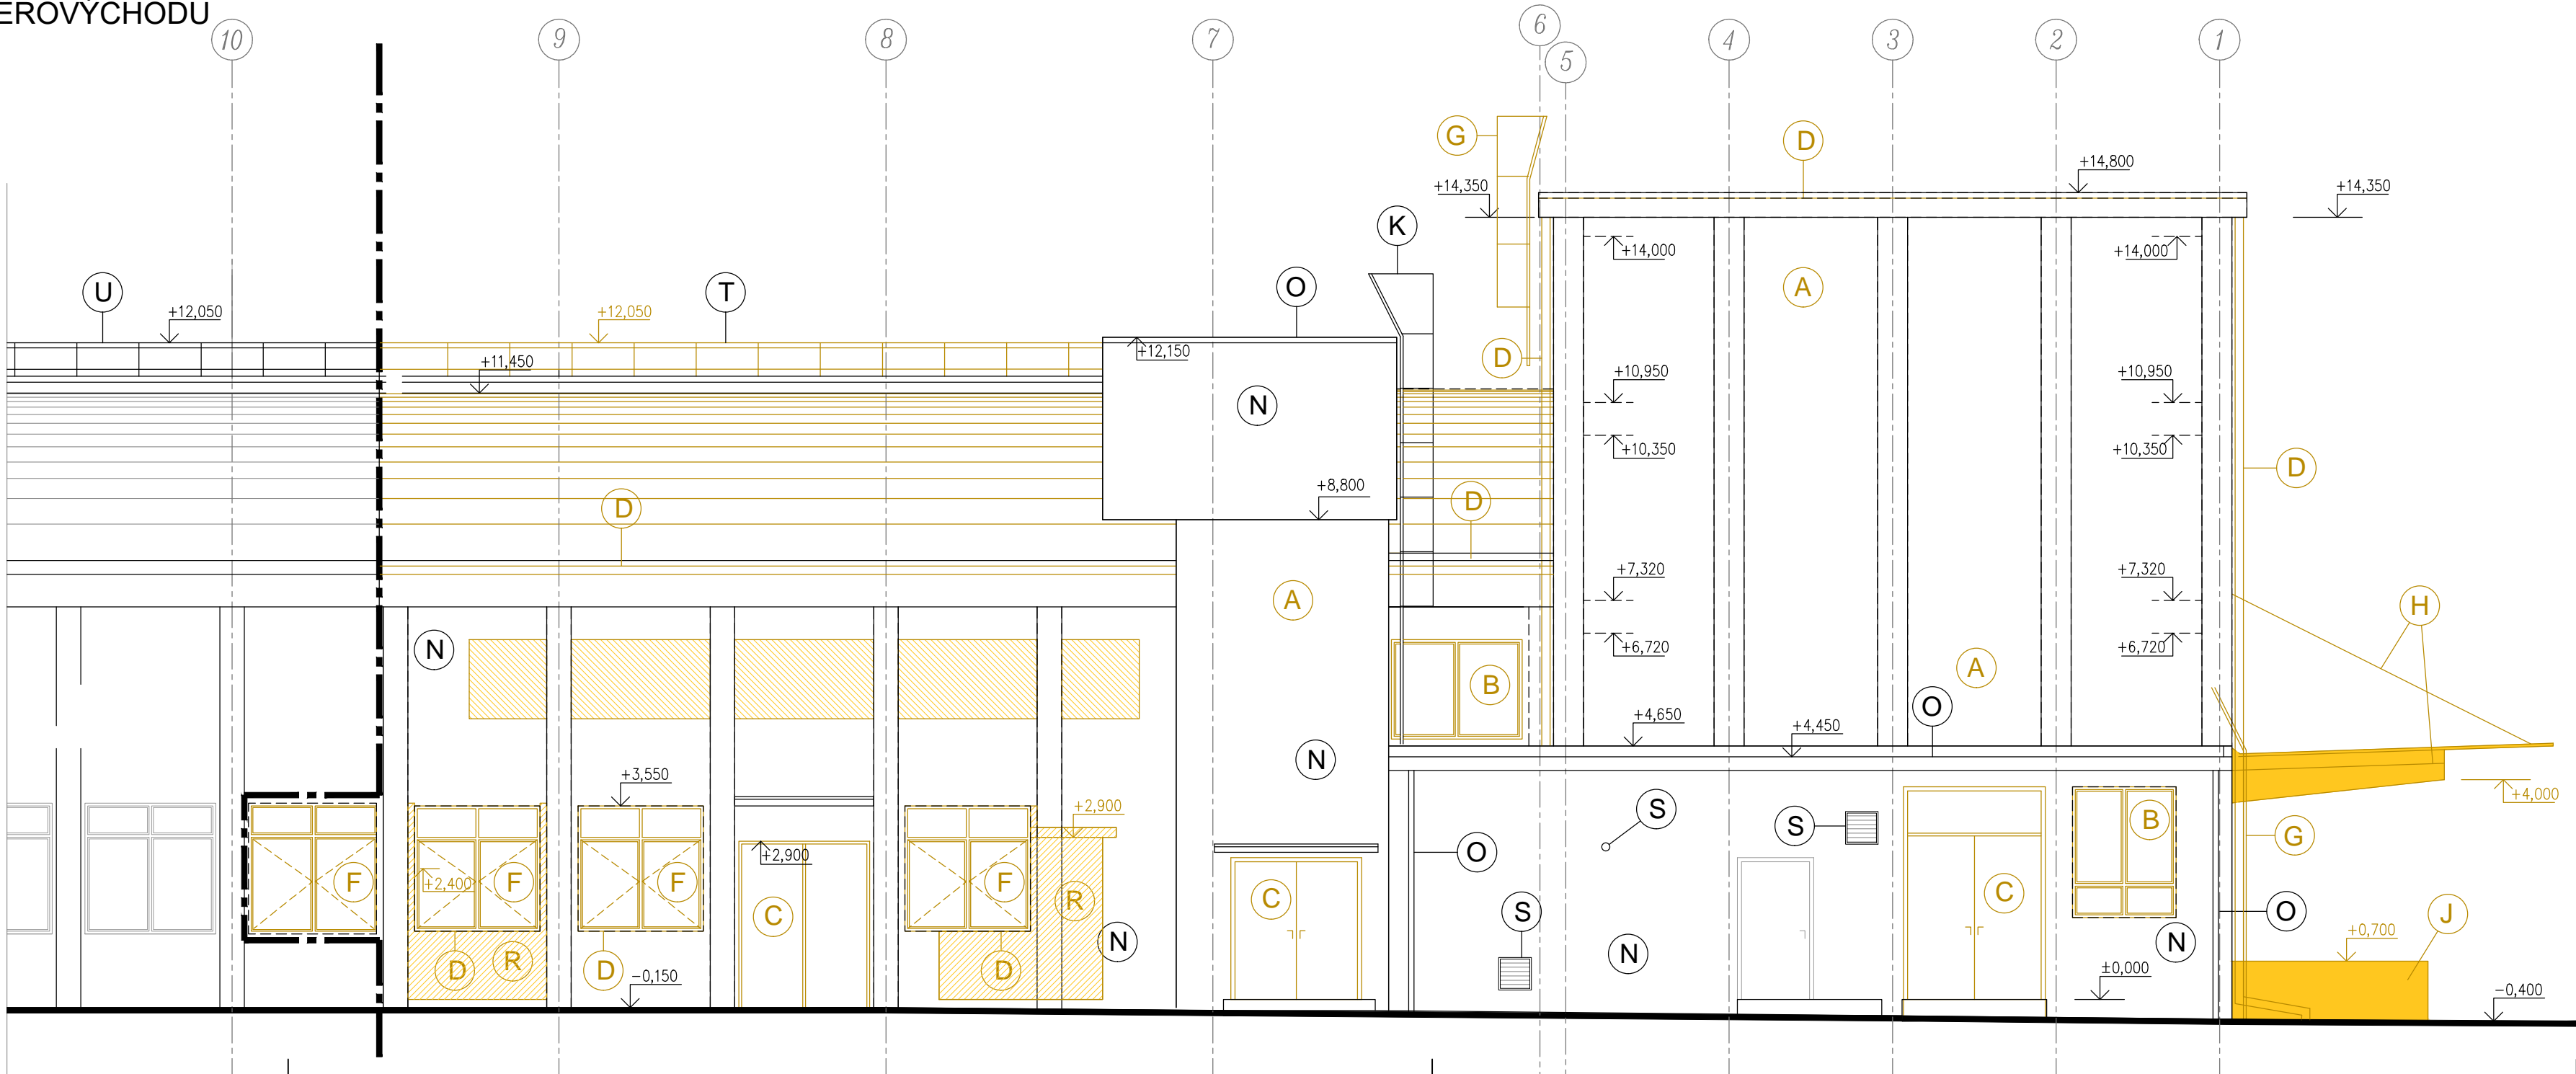 EROVÝCHODU
10
9
8
7
6
5
4
3
2
1
G
D
+14,800
+14,350
+14,350
K
+14,000
+14,000
U
T
O
A
+12,050
+12,050
+12,150
+11,450
D
+10,950
+10,950
N
+10,350
+10,350
D
+8,800
D
D
+7,320
+7,320
A
H
N
+6,720
+6,720
A
B
O
+4,650
+4,450
N
+3,550
+4,000
+2,900
S
S
B
G
+2,900
O
F
+2,400
F
F
F
R
C
C
C
S
O
J
C
N
N
N
+0,700
D
R
D
D
-0,150
±0,000
-0,400